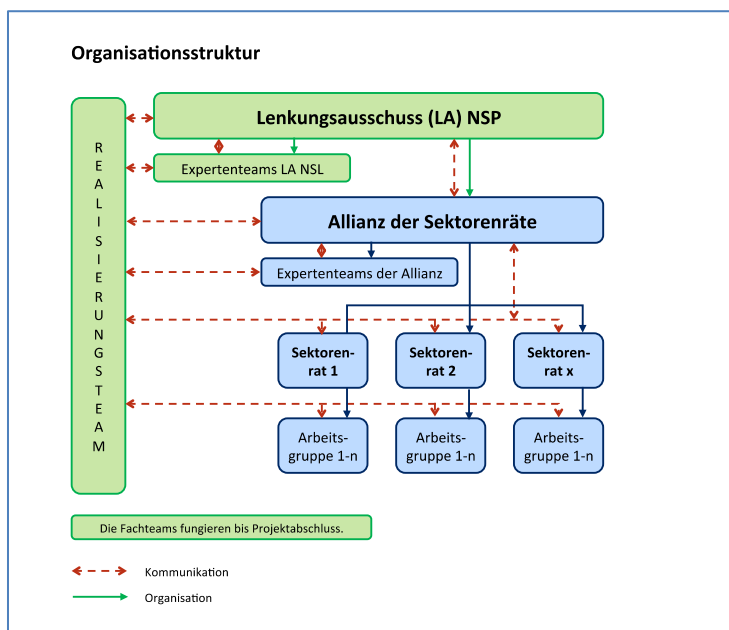 Organisationsstruktur
REALISIERUNGSTEAM
Lenkungsausschuss (LA) NSP
Expertenteams LA NSL
Allianz der Sektorenräte
Expertenteams der Allianz
Sektoren-
rat 1
Sektoren-
rat 2
Sektoren-
rat x
Arbeits-
gruppe 1-n
Arbeits-
gruppe 1-n
Arbeits-
gruppe 1-n
Die Fachteams fungieren bis Projektabschluss.
Kommunikation
Organisation